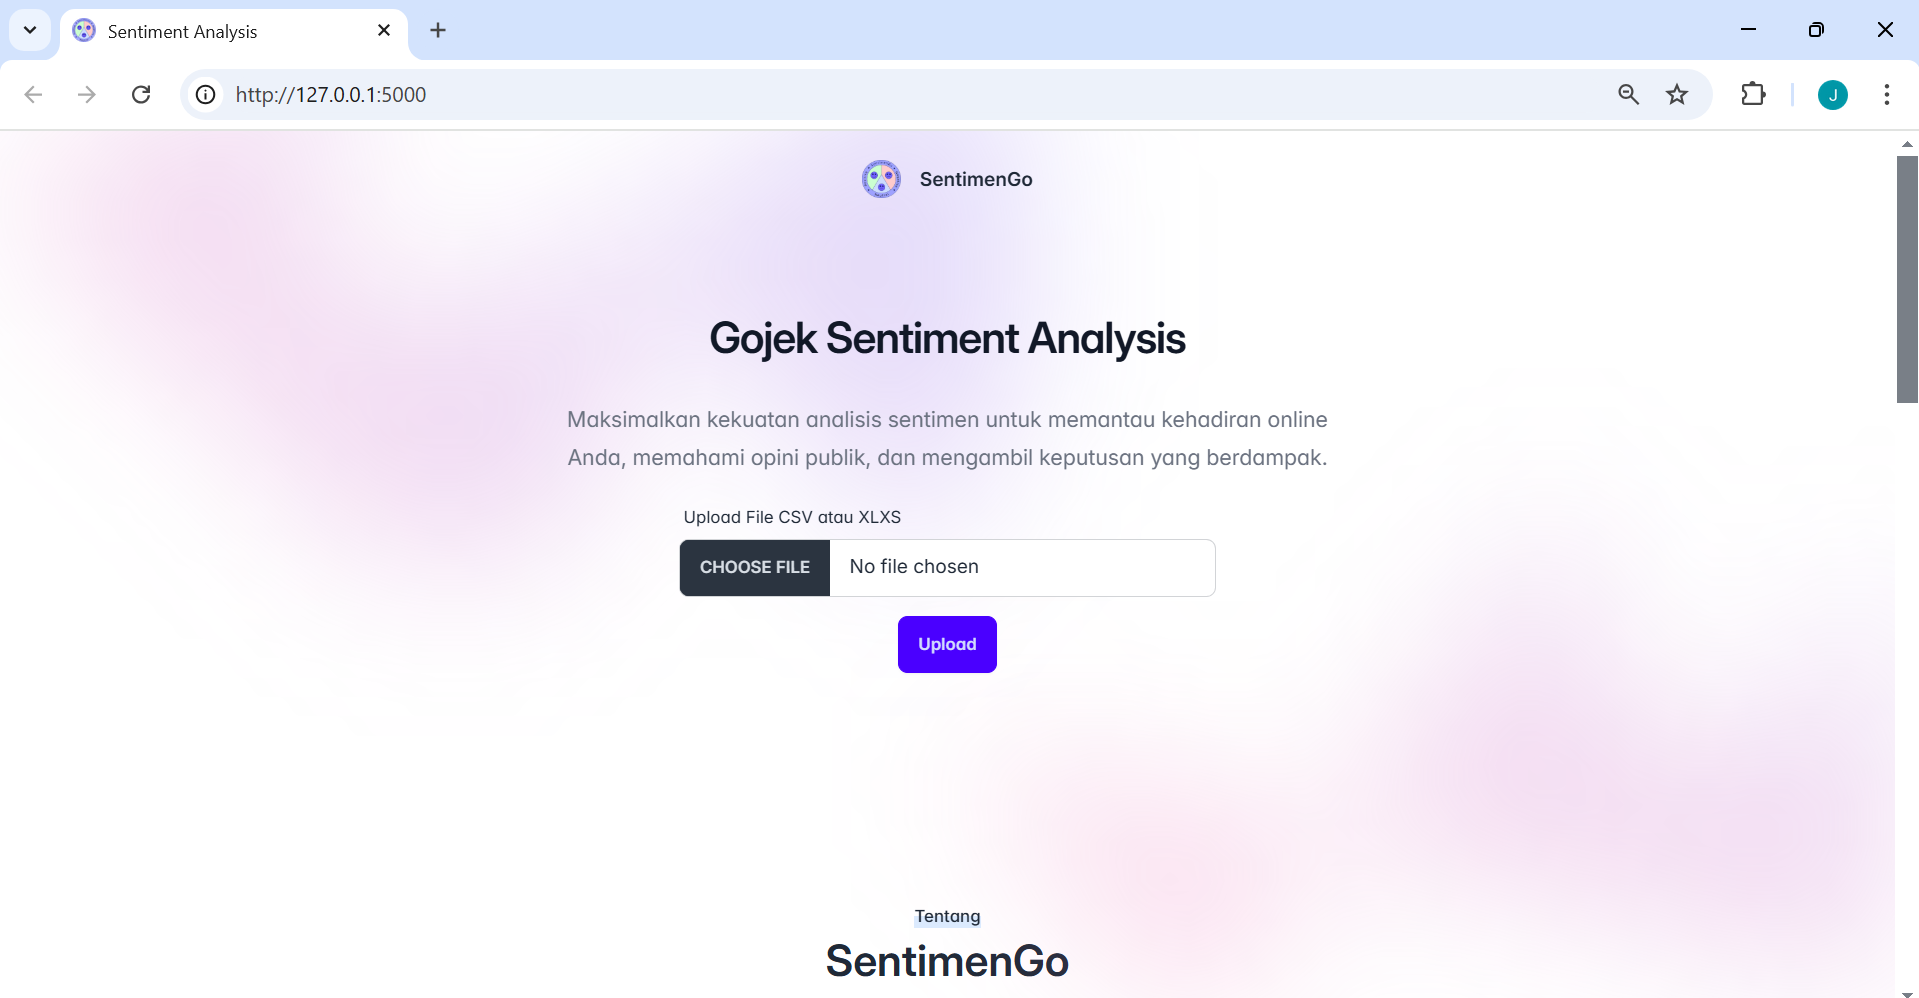 Sentiment Analysis
http://127.0.0.1:5000
J
SentimenGo
Gojek Sentiment Analysis
Maksimalkan kekuatan analisis sentimen untuk memantau kehadiran online
Anda, memahami opini publik, dan mengambil keputusan yang berdampak.
Upload File CSV atau XLXS
CHOOSE FILE No file chosen
Upload
Tentang
SentimenGo